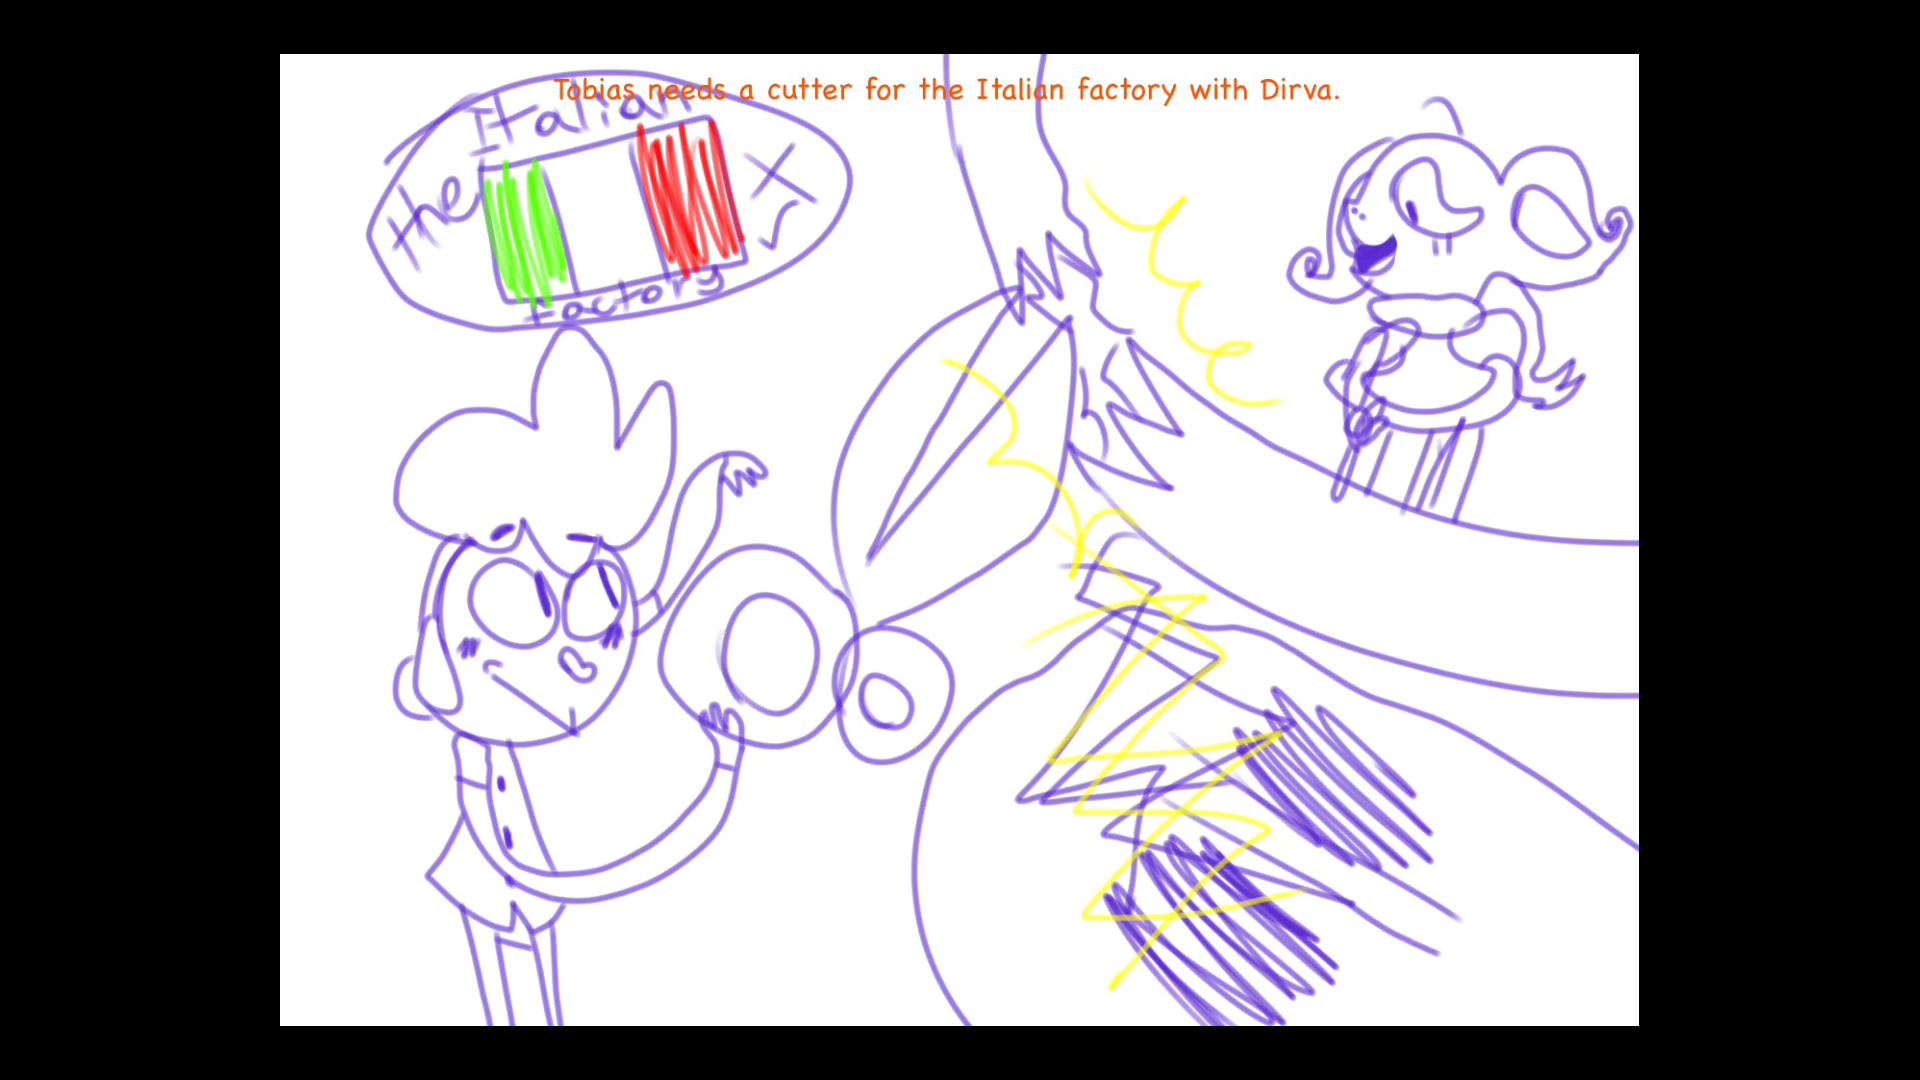 Tobias needs a cutter for the Italian factory with Dirva.
the Italian Factory